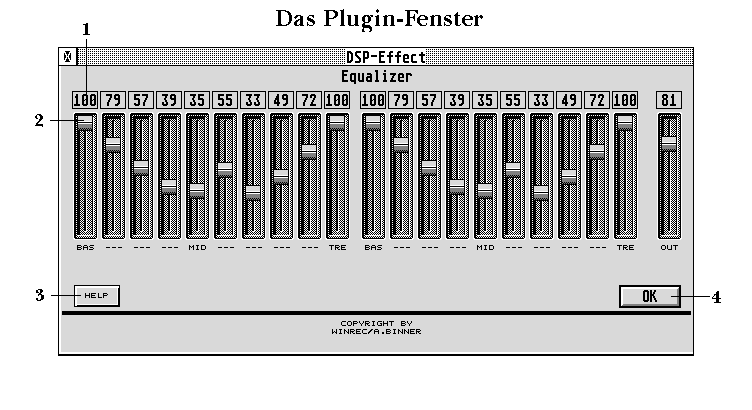 Das Plugin-Fenster
1
DSP-Effect
Equalizer
100 79 57 39 35 55 33 49 72 100 100 79 57 39 35 55 33 49 72 100 81
2
BAS --- --- --- MID --- --- --- --- TRE BAS --- --- --- MID --- --- --- --- TRE OUT
3 HELP OK 4
COPYRIGHT BY
WINREC/A.BINNER